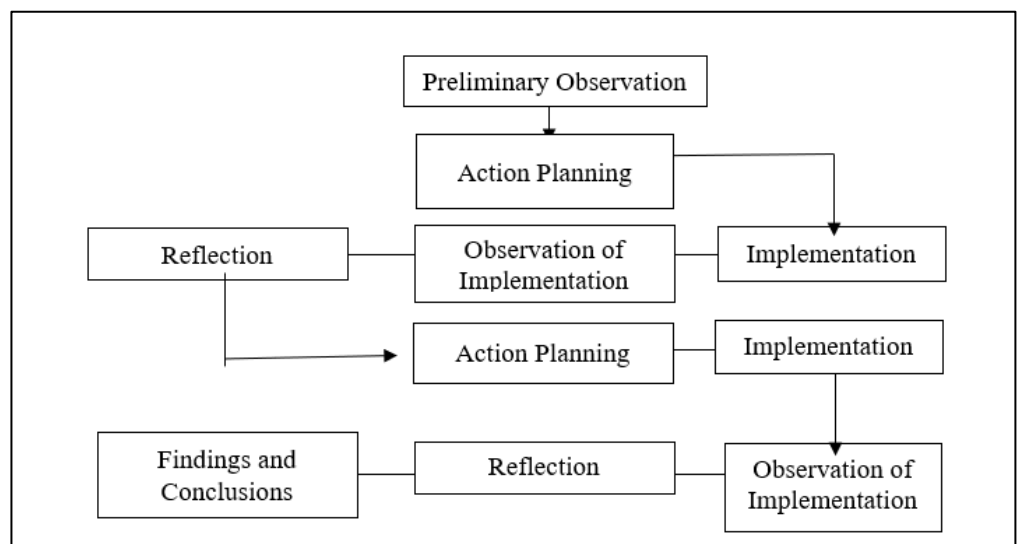 Preliminary Observation
Action Planning
Reflection
Observation of
Implementation
Implementation
Action Planning
Implementation
Findings and
Conclusions
Reflection
Observation of
Implementation